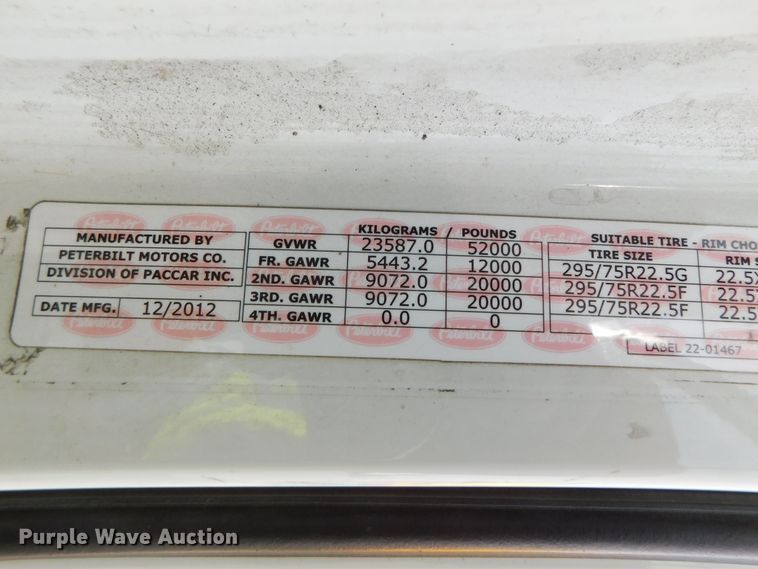 MANUFACTURED BY
PETERBILT MOTORS CO.
DIVISION OF PACCAR INC.
DATE MFG. 12/2012
KILOGRAMS / POUNDS
GVWR 23587.0 52000
FR. GAWR 5443.2 12000
2ND. GAWR 9072.0 20000
3RD. GAWR 9072.0 20000
4TH. GAWR 0.0 0
SUITABLE TIRE - RIM CHO
TIRE SIZE RIM S
295/75R22.5G 22.5X
295/75R22.5F 22.5
295/75R22.5F 22.5
LABEL 22-01467
Peterbilt
Purple Wave Auction